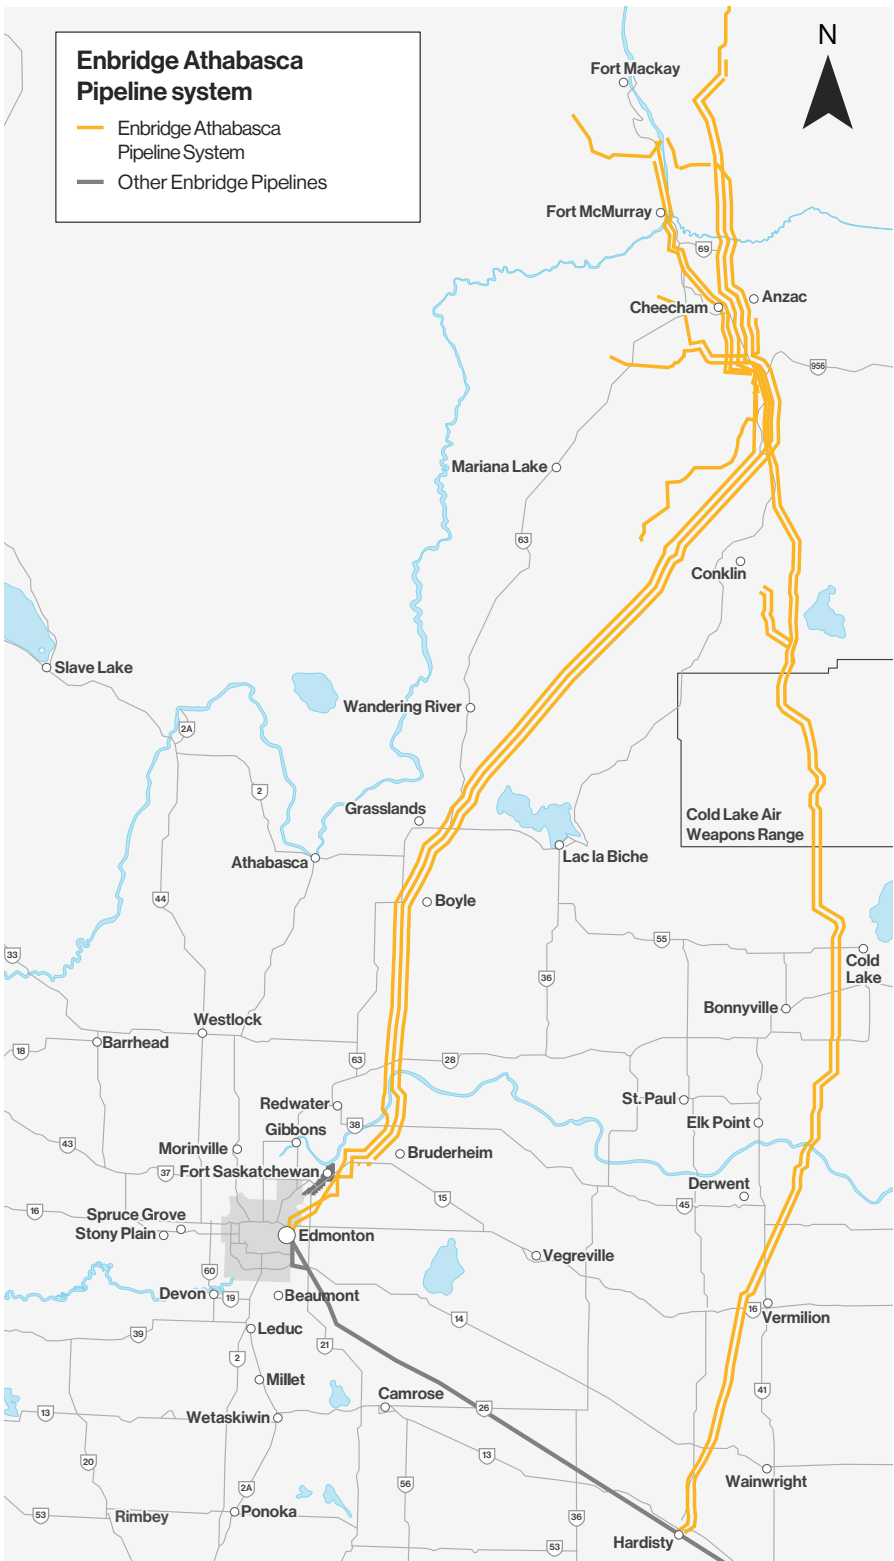 Enbridge Athabasca
Pipeline system
Enbridge Athabasca
Pipeline System
Other Enbridge Pipelines
N
Fort Mackay
Fort McMurray
69
Anzac
Cheecham
956
Mariana Lake
63
Conklin
Slave Lake
Wandering River
2A
2
Grasslands
Cold Lake Air
Weapons Range
Athabasca
Lac la Biche
44
Boyle
55
33
Cold
Lake
36
Bonnyville
Westlock
Barrhead
18
63
28
St. Paul
Redwater
Elk Point
38
Gibbons
43
Morinville
Bruderheim
37
Fort Saskatchewan
Derwent
15
45
16
Spruce Grove
Stony Plain
Edmonton
Vegreville
60
Devon
19
Beaumont
16
Vermilion
14
Leduc
39
21
2
Millet
41
Camrose
13
Wetaskiwin
26
13
20
Wainwright
2A
56
53
Rimbey
Ponoka
36
Hardisty
53